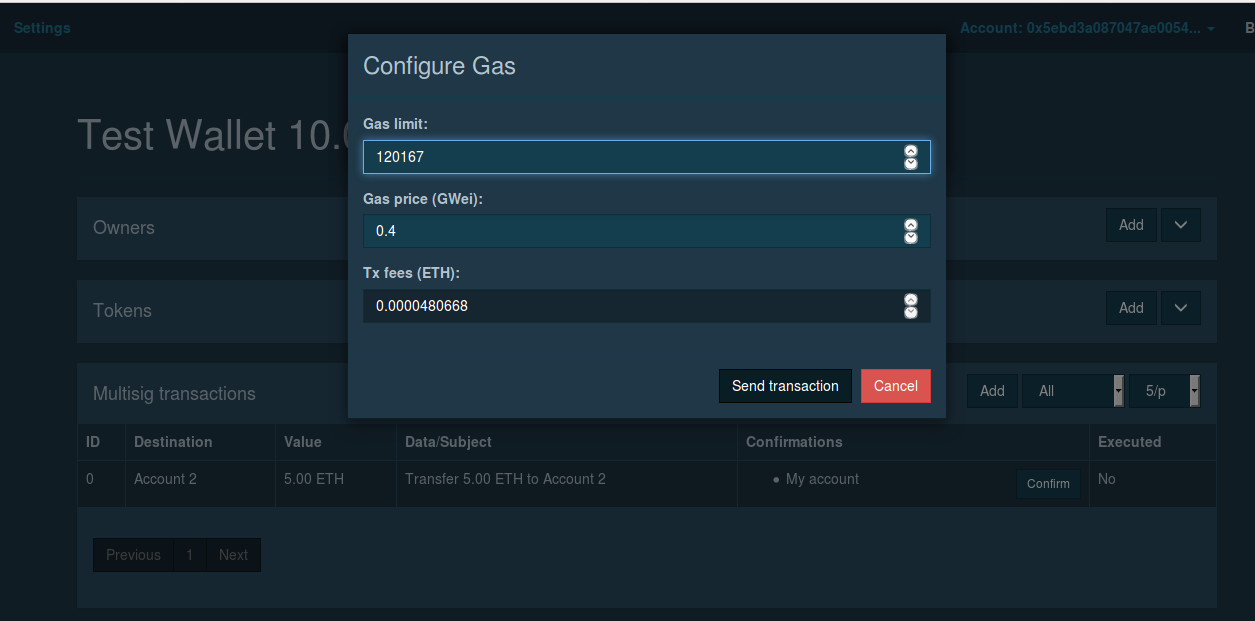 Settings
Account: 0x5ebd3a087047ae0054...
B
Configure Gas
Test Wallet 10.
Gas limit:
120167
Gas price (GWei):
0.4
Tx fees (ETH):
0.0000480668
Send transaction
Cancel
Owners
Add
Tokens
Add
Multisig transactions
Add
All
5/p
ID Destination Value Data/Subject Confirmations Executed
0 Account 2 5.00 ETH Transfer 5.00 ETH to Account 2 • My account Confirm No
Previous 1 Next